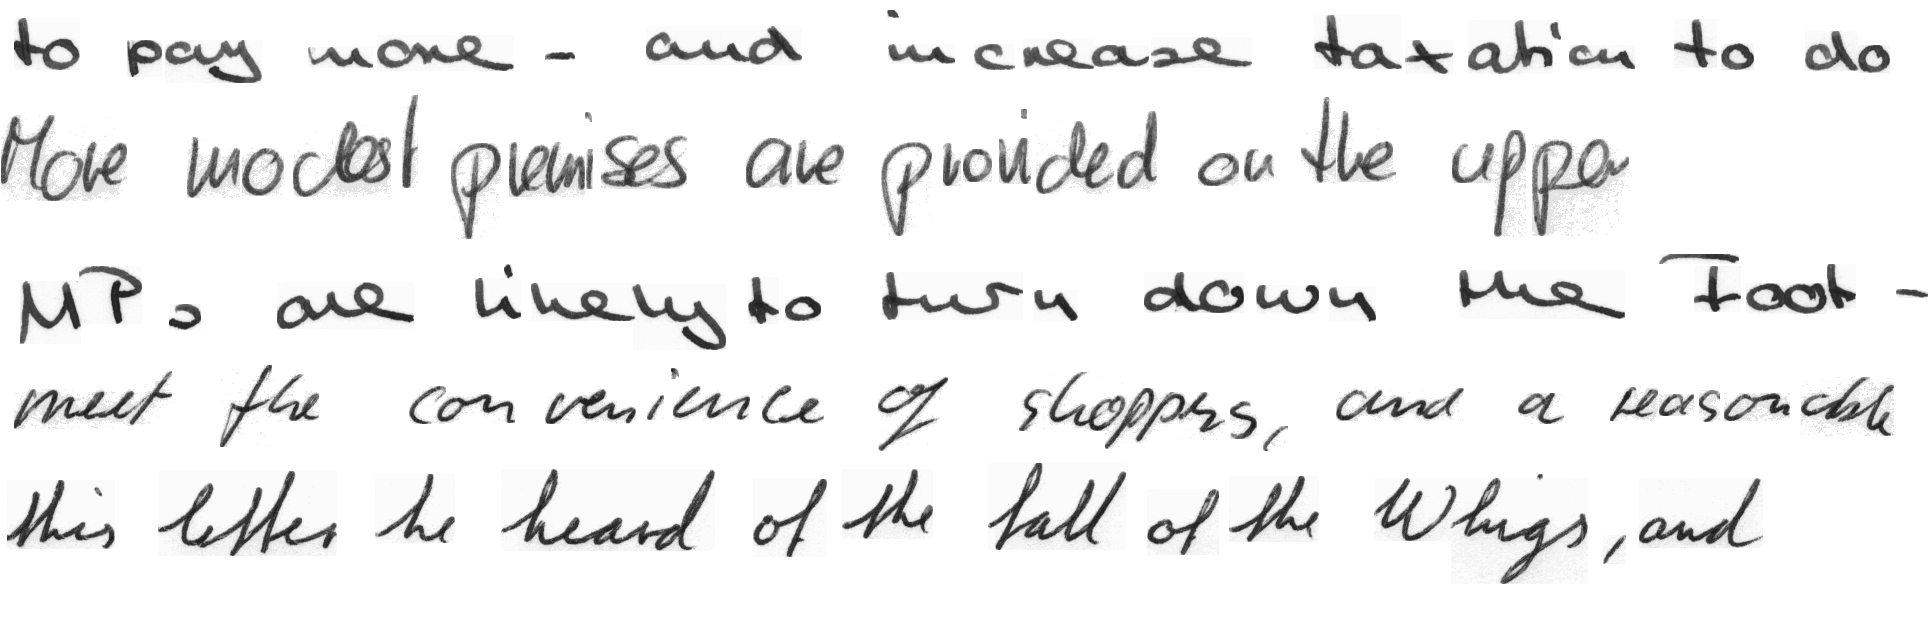 to pay more - and increase taxation to do
More modest premises are provided on the upper
MPs are likely to turn down the Foot -
meet the convenience of shoppers, and a reasonable
this letter he heard of the fall of the Whigs, and